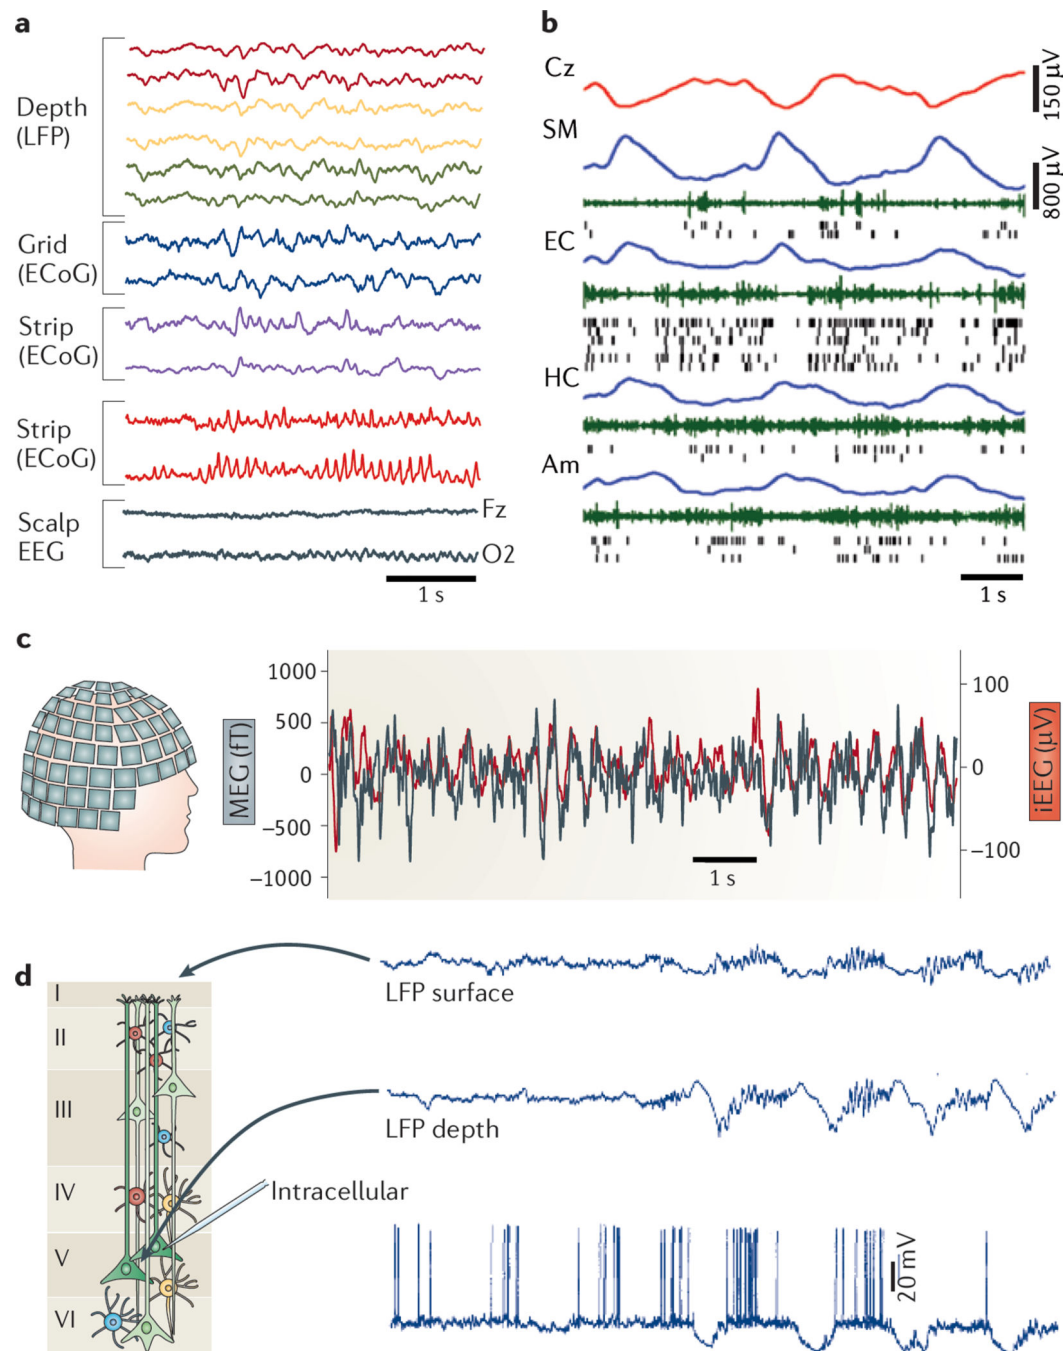 a
Depth
(LFP)
Grid
(ECoG)
Strip
(ECoG)
Strip
(ECoG)
Scalp
EEG
Fz
O2
1 s
b
Cz
150 μV
SM
800 μV
EC
HC
Am
1 s
c
MEG (fT)
1000
500
0
−500
−1000
1 s
100
0
−100
iEEG (μV)
d
I
II
III
IV
V
VI
LFP surface
LFP depth
Intracellular
20 mV